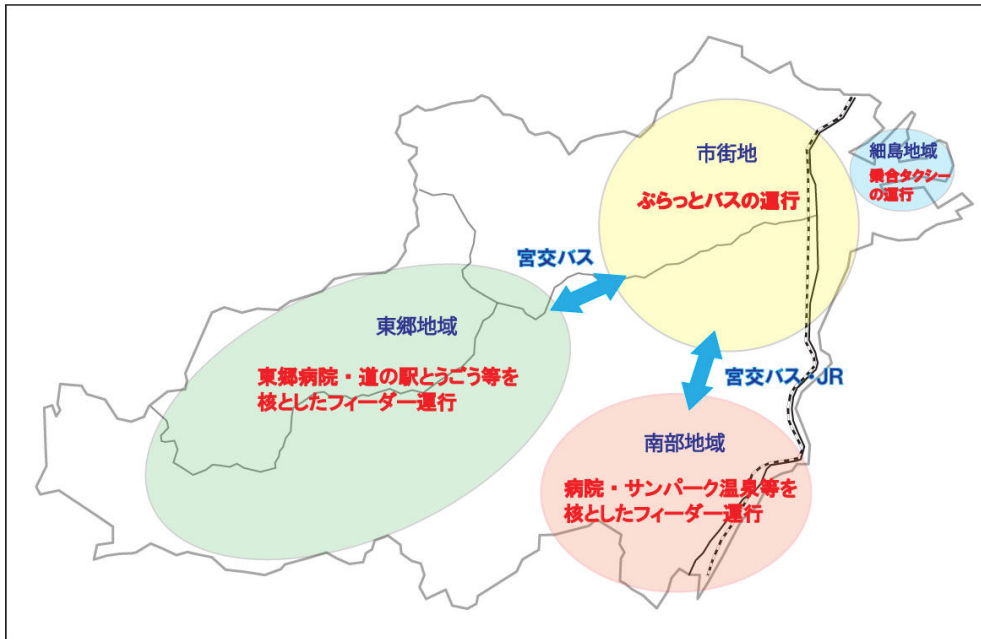 市街地
ぷらっとバスの運行
細島地域
乗合タクシー
の運行
宮交バス
東郷地域
東郷病院・道の駅とうごう等を
核としたフィーダー運行
宮交バス・JR
南部地域
病院・サンパーク温泉等を
核としたフィーダー運行